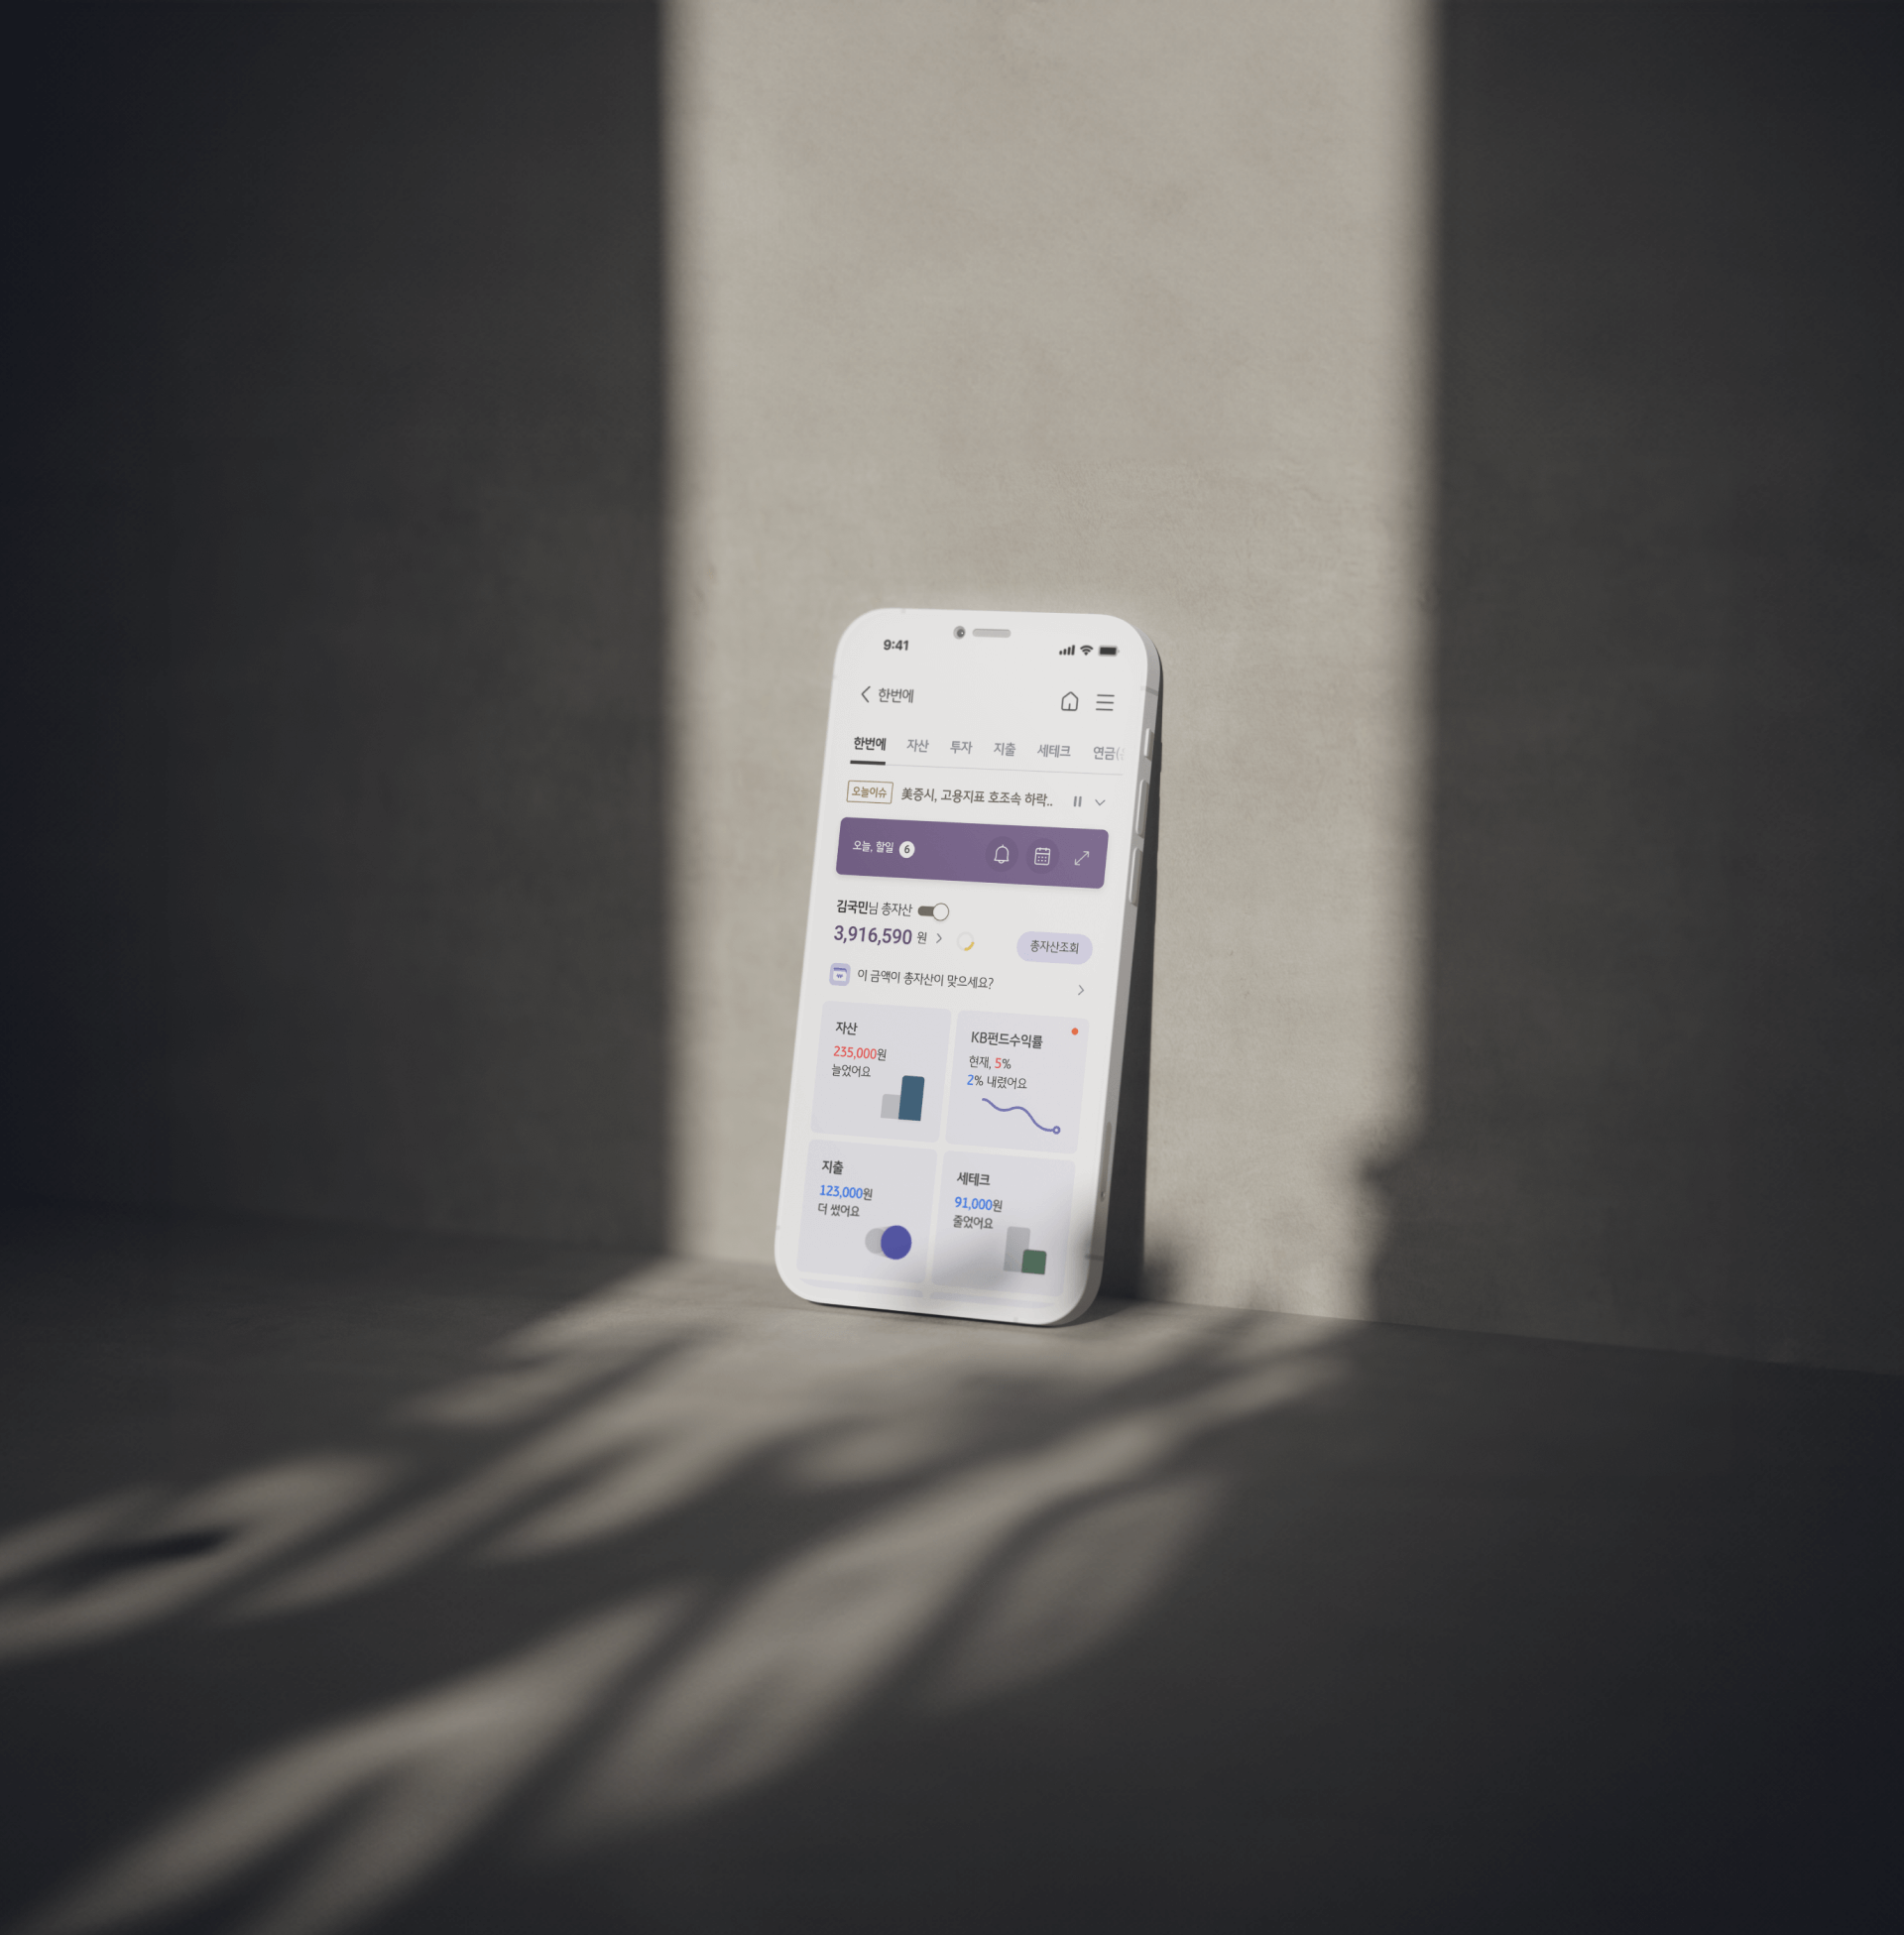 9:41
한번에
한번에 자산 투자 지출 세테크 연금
오늘이슈 美증시, 고용지표 호조속 하락..
오늘, 할일 6
김국민님 총자산
3,916,590 원
총자산조회
이 금액이 총자산이 맞으세요?
자산
235,000원
늘었어요
KB펀드수익률
현재, 5%
2% 내렸어요
지출
123,000원
더 썼어요
세테크
91,000원
줄었어요